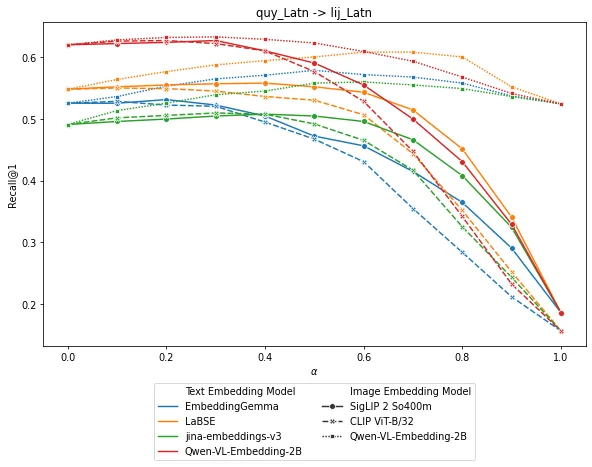 quy_Latn -> lij_Latn
Recall@1
0.6
0.5
0.4
0.3
0.2
0.0
0.2
0.4
0.6
0.8
1.0
α
Text Embedding Model
EmbeddingGemma
LaBSE
jina-embeddings-v3
Qwen-VL-Embedding-2B
Image Embedding Model
SigLIP 2 So400m
CLIP ViT-B/32
Qwen-VL-Embedding-2B